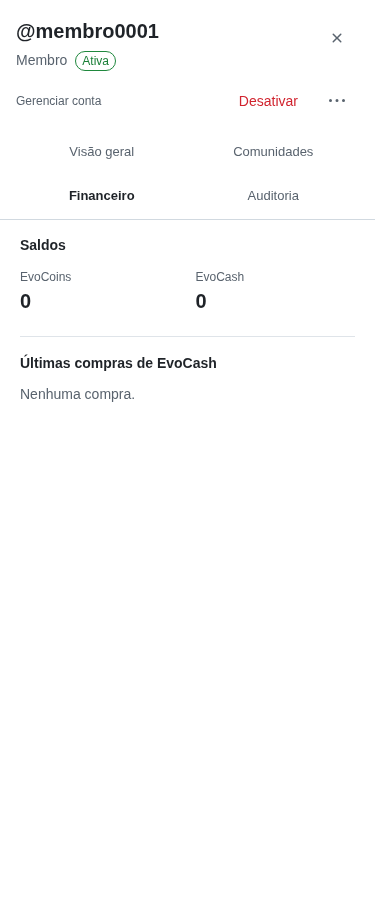 @membro0001
×
Membro Ativa
Gerenciar conta Desativar ···
Visão geral Comunidades
Financeiro Auditoria
Saldos
EvoCoins EvoCash
0 0
Últimas compras de EvoCash
Nenhuma compra.